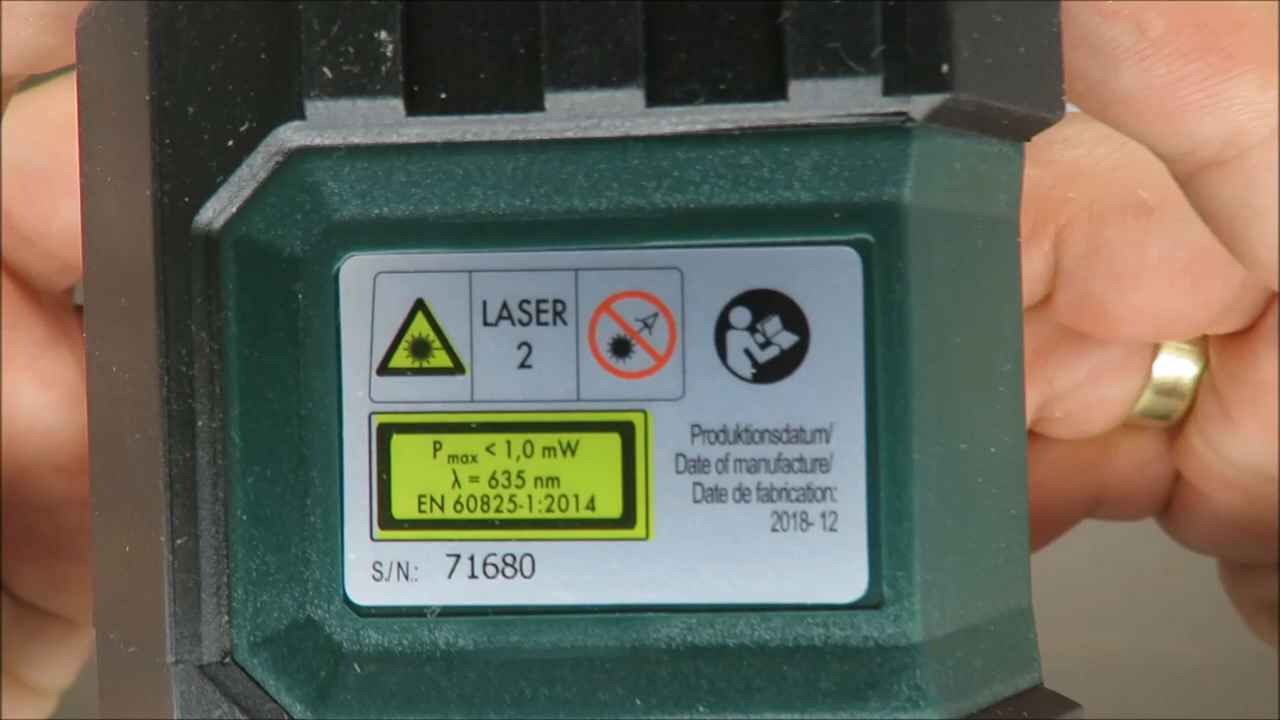 LASER
2
P max < 1,0 mW
λ = 635 nm
EN 60825-1:2014
Produktionsdatum/
Date of manufacture/
Date de fabrication:
2018- 12
S./N.: 71680